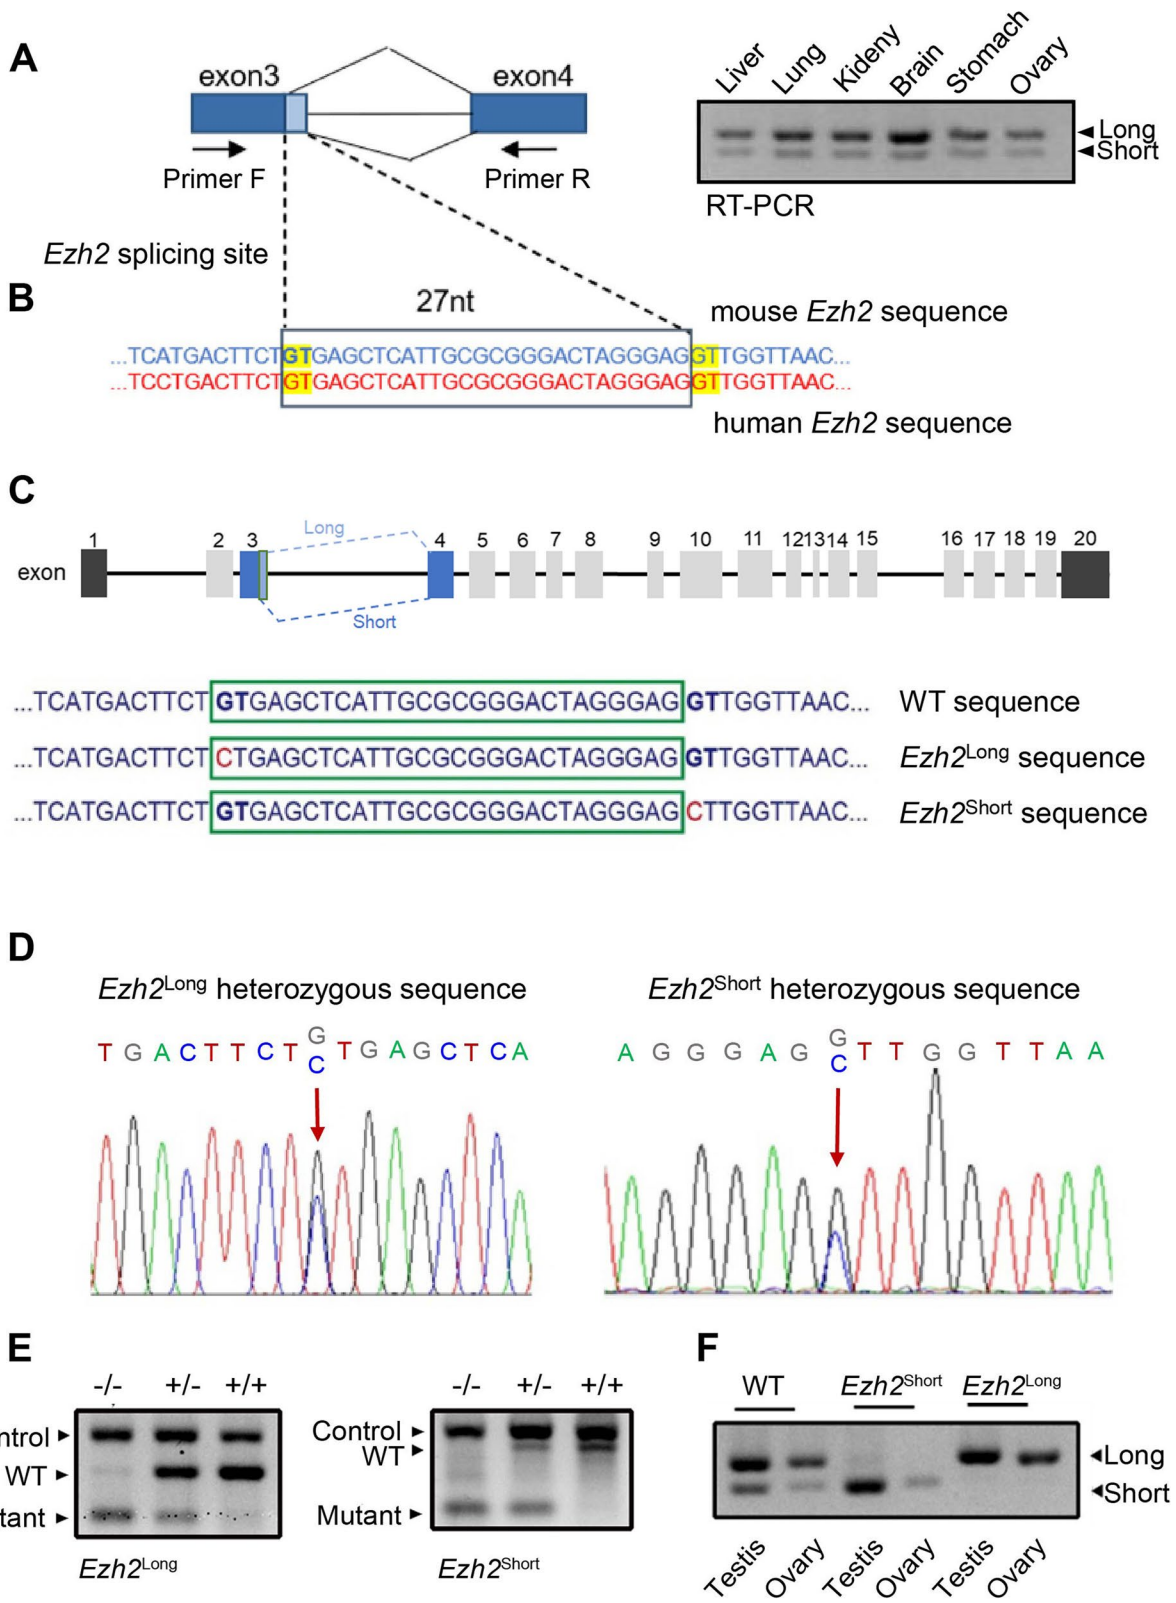 A
exon3
exon4
Primer F
Primer R
Liver
Lung
Kideny
Brain
Stomach
Ovary
Long
Short
RT-PCR
Ezh2 splicing site
B
27nt
mouse Ezh2 sequence
...TCATGACTTCTGTGAGCTCATTGCGCGGGACTAGGGAGGTTGGTTAAC...
...TCCTGACTTCTGTGAGCTCATTGCGCGGGACTAGGGAGGTTGGTTAAC...
human Ezh2 sequence
C
exon
1
2
3
Long
4
5
6
7
8
9
10
11
12
13
14
15
16
17
18
19
20
Short
...TCATGACTTCTGTGAGCTCATTGCGCGGGACTAGGGAGGTTGGTTAAC... WT sequence
...TCATGACTTCTCTGAGCTCATTGCGCGGGACTAGGGAGGTTGGTTAAC... Ezh2Long sequence
...TCATGACTTCTGTGAGCTCATTGCGCGGGACTAGGGAGCTTGGTTAAC... Ezh2Short sequence
D
Ezh2Long heterozygous sequence
G
T G A C T T C T T G A G C T C A
C
Ezh2Short heterozygous sequence
G
A G G G A G T T G G T T A A
C
E
-/- +/- +/+
ntrol
WT
tant
Ezh2Long
-/- +/- +/+
Control
WT
Mutant
Ezh2Short
F
WT Ezh2Short Ezh2Long
Long
Short
Testis
Ovary
Testis
Ovary
Testis
Ovary